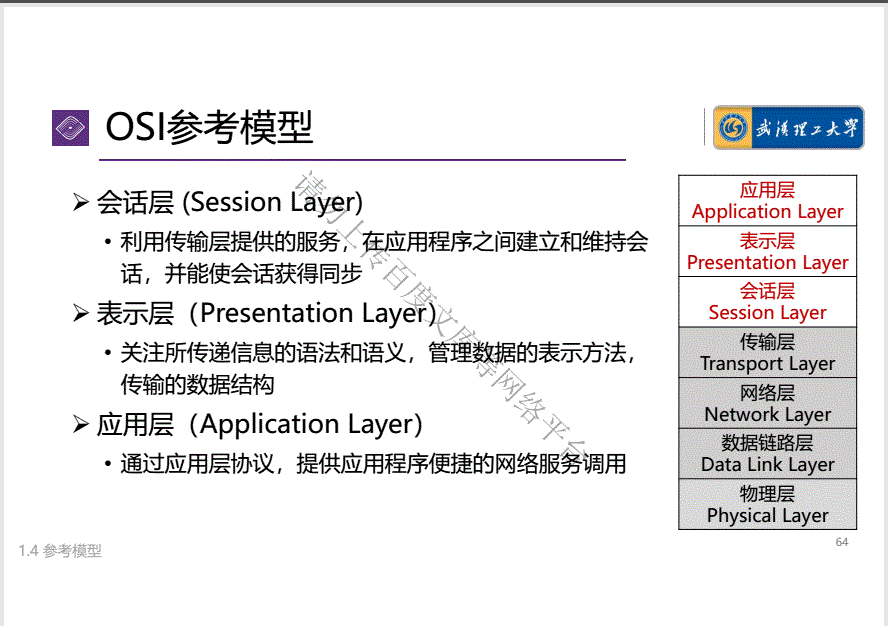 OSI参考模型
武汉理工大学
➢ 会话层 (Session Layer)
• 利用传输层提供的服务，在应用程序之间建立和维持会
话，并能使会话获得同步
➢ 表示层（Presentation Layer）
• 关注所传递信息的语法和语义，管理数据的表示方法，
传输的数据结构
➢ 应用层（Application Layer）
• 通过应用层协议，提供应用程序便捷的网络服务调用
请勿上传百度文库等网络平台
应用层
Application Layer
表示层
Presentation Layer
会话层
Session Layer
传输层
Transport Layer
网络层
Network Layer
数据链路层
Data Link Layer
物理层
Physical Layer
1.4 参考模型
64